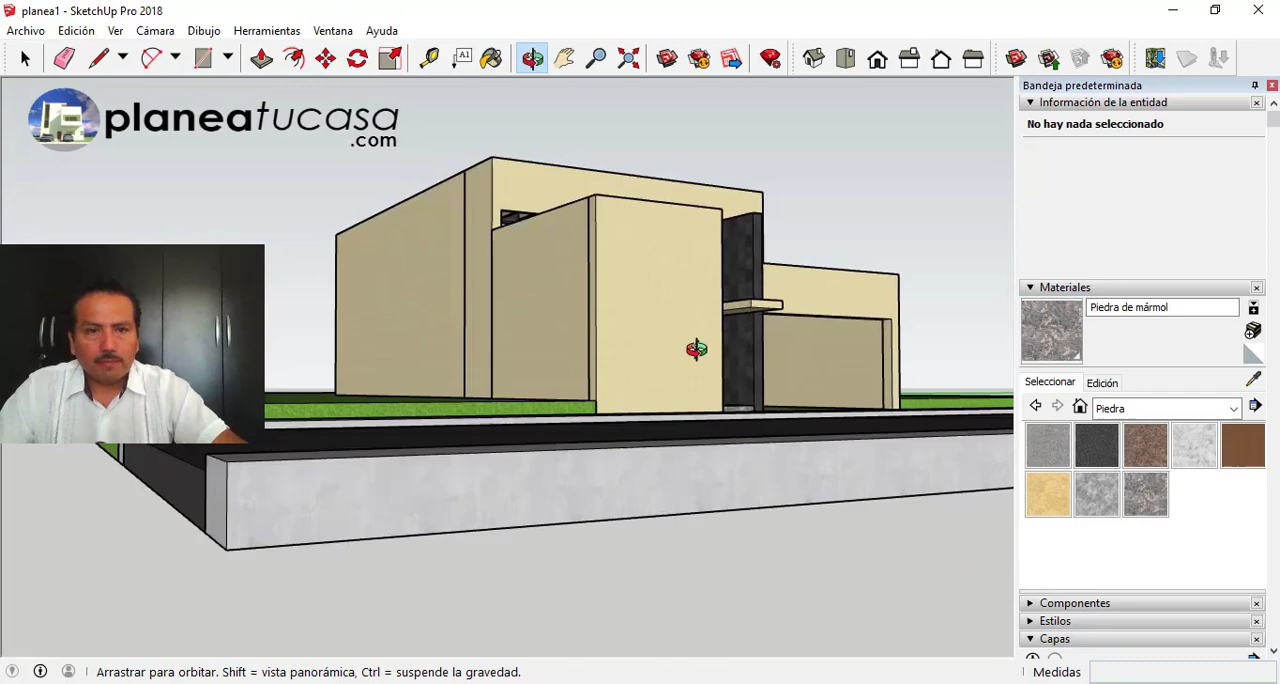 planea1 - SketchUp Pro 2018
Archivo Edición Ver Cámara Dibujo Herramientas Ventana Ayuda
A1
Bandeja predeterminada
Información de la entidad
No hay nada seleccionado
planeatucasa
.com
Materiales
Piedra de mármol
Seleccionar Edición
Piedra
Componentes
Estilos
Capas
Arrastrar para orbitar. Shift = vista panorámica, Ctrl = suspende la gravedad.
Medidas